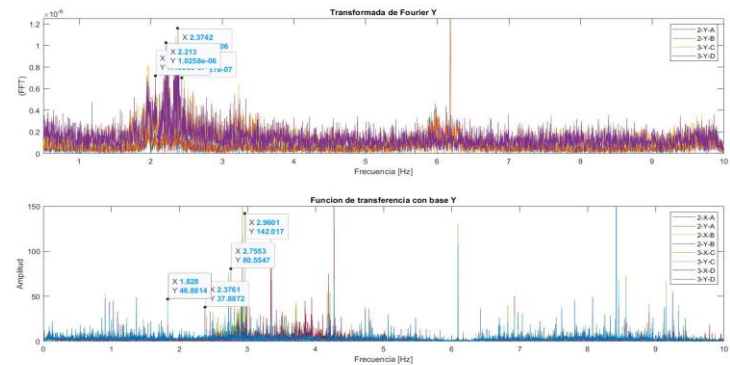 Transformada de Fourier Y
×10⁻⁶
1.2
1
0.8
0.6
0.4
0.2
0
(FFT)
X 2.3742
06
X 2.213
X Y 1.0258e-06
e-07
2-Y-A
2-Y-B
3-Y-C
3-Y-D
1 2 3 4 5 6 7 8 9 10
Frecuencia [Hz]
Funcion de transferencia con base Y
150
100
50
0
Amplitud
X 2.9601
Y 142.017
X 2.7553
Y 80.5547
X 1.828
Y 46.8814
X 2.3761
Y 37.8872
2-Y-A
2-X-A
2-X-B
2-Y-B
3-X-C
3-Y-C
3-X-D
3-Y-D
0 1 2 3 4 5 6 7 8 9 10
Frecuencia [Hz]